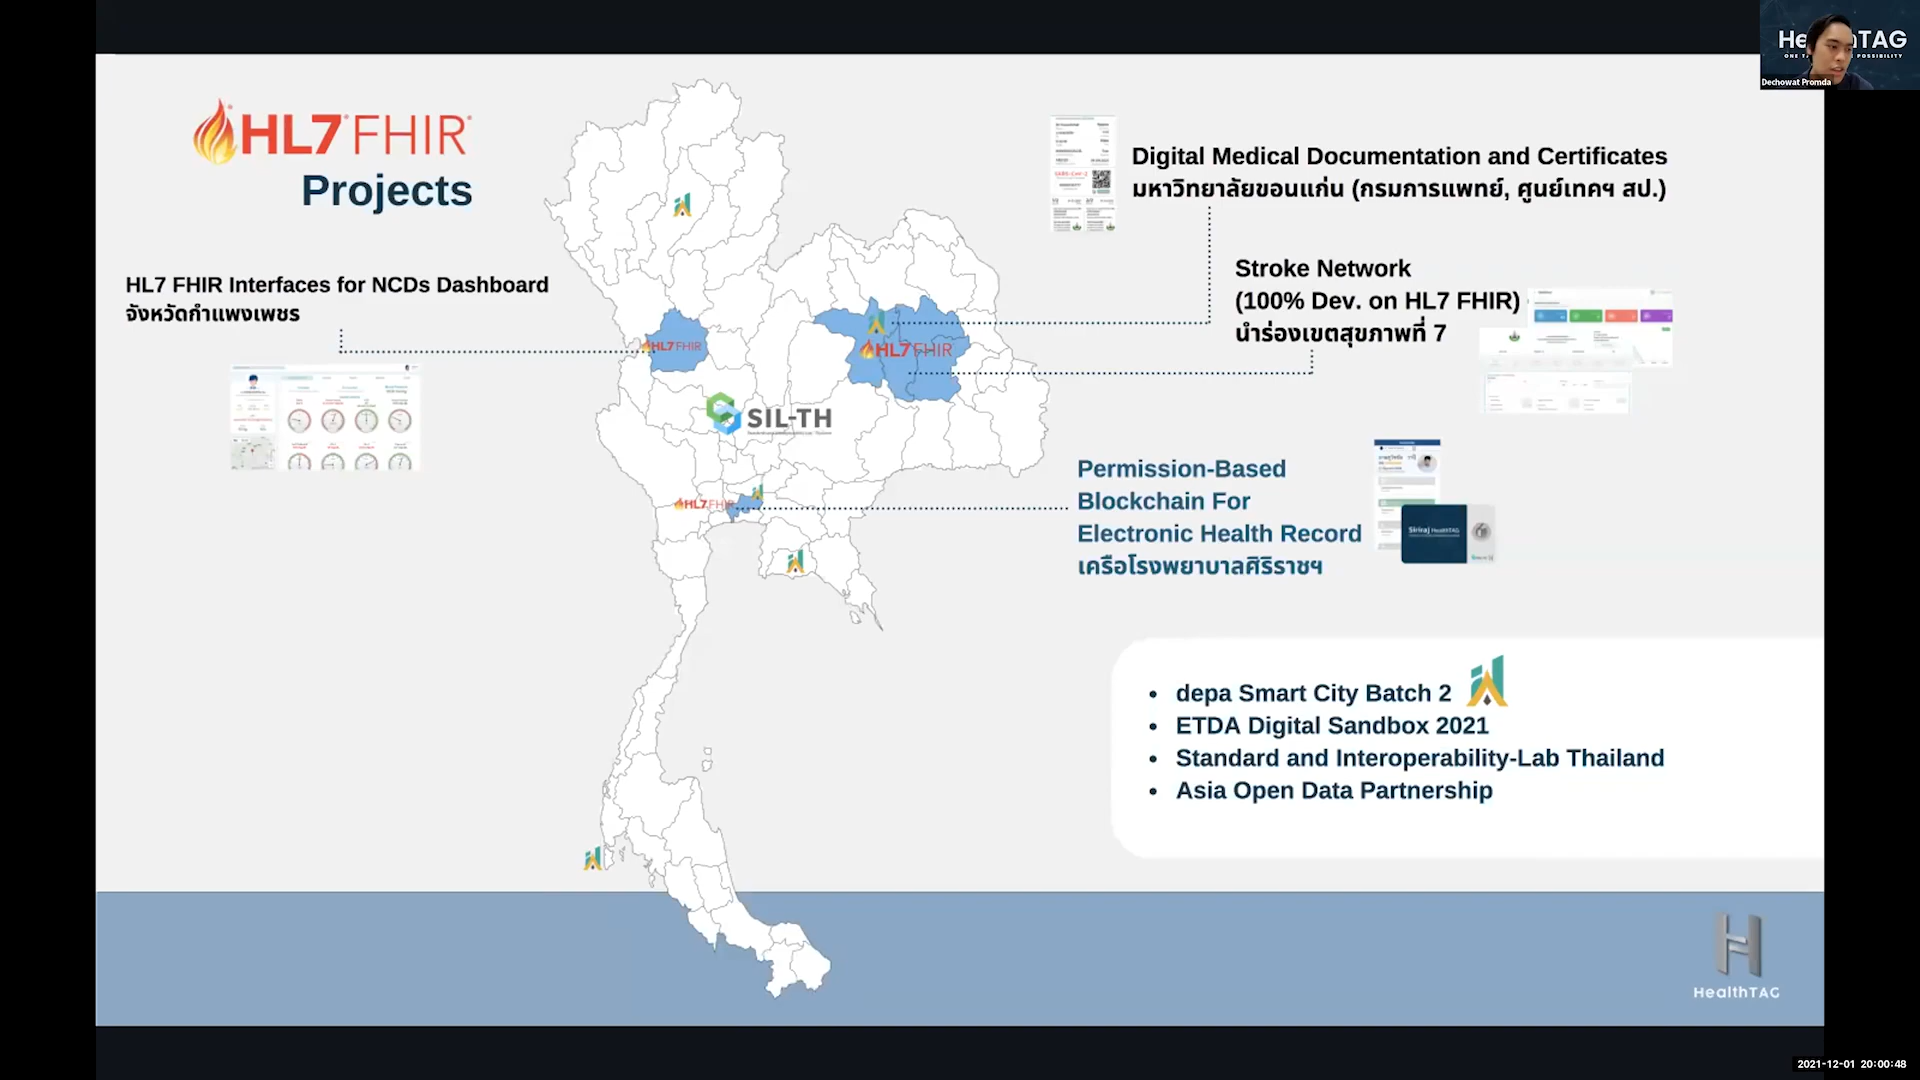 HealthTAG
Dechowat Promda
HL7 FHIR
Projects
HL7 FHIR Interfaces for NCDs Dashboard
จังหวัดกำแพงเพชร
Digital Medical Documentation and Certificates
มหาวิทยาลัยขอนแก่น (กรมการแพทย์, ศูนย์เทคฯ สป.)
Stroke Network
(100% Dev. on HL7 FHIR)
นำร่องเขตสุขภาพที่ 7
HL7 FHIR
HL7 FHIR
SIL-TH
HL7 FHIR
Permission-Based
Blockchain For
Electronic Health Record
เครือโรงพยาบาลศิริราชฯ
Siriraj HealthTAG
• depa Smart City Batch 2
• ETDA Digital Sandbox 2021
• Standard and Interoperability-Lab Thailand
• Asia Open Data Partnership
HealthTAG
2021-12-01 20:00:48